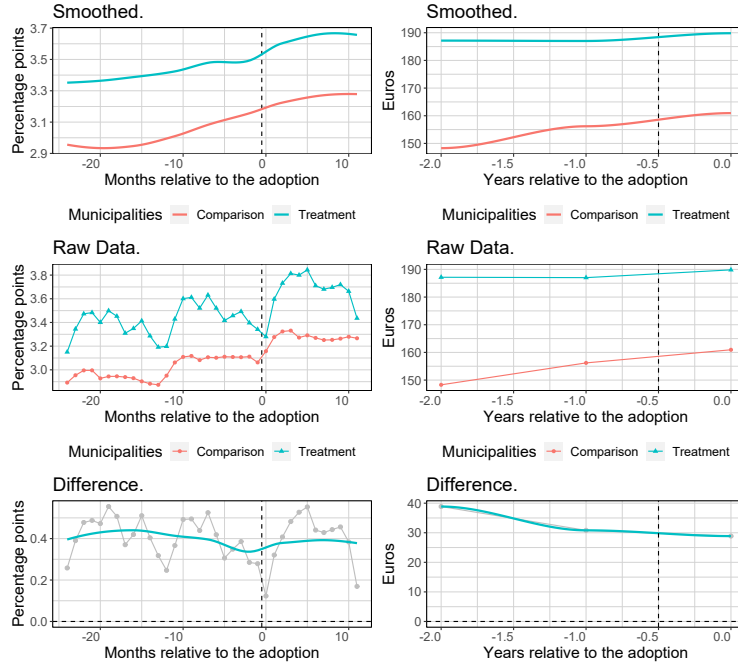 Smoothed.
Percentage points
3.7
3.5
3.3
3.1
2.9
-20
-10
0
10
Months relative to the adoption
Municipalities Comparison Treatment
Smoothed.
Euros
190
180
170
160
150
-2.0
-1.5
-1.0
-0.5
0.0
Years relative to the adoption
Municipalities Comparison Treatment
Raw Data.
Percentage points
3.8
3.6
3.4
3.2
3.0
-20
-10
0
10
Months relative to the adoption
Municipalities Comparison Treatment
Raw Data.
Euros
190
180
170
160
150
-2.0
-1.5
-1.0
-0.5
0.0
Years relative to the adoption
Municipalities Comparison Treatment
Difference.
Percentage points
0.4
0.2
0.0
-20
-10
0
10
Months relative to the adoption
Difference.
Euros
40
30
20
10
0
-2.0
-1.5
-1.0
-0.5
0.0
Years relative to the adoption